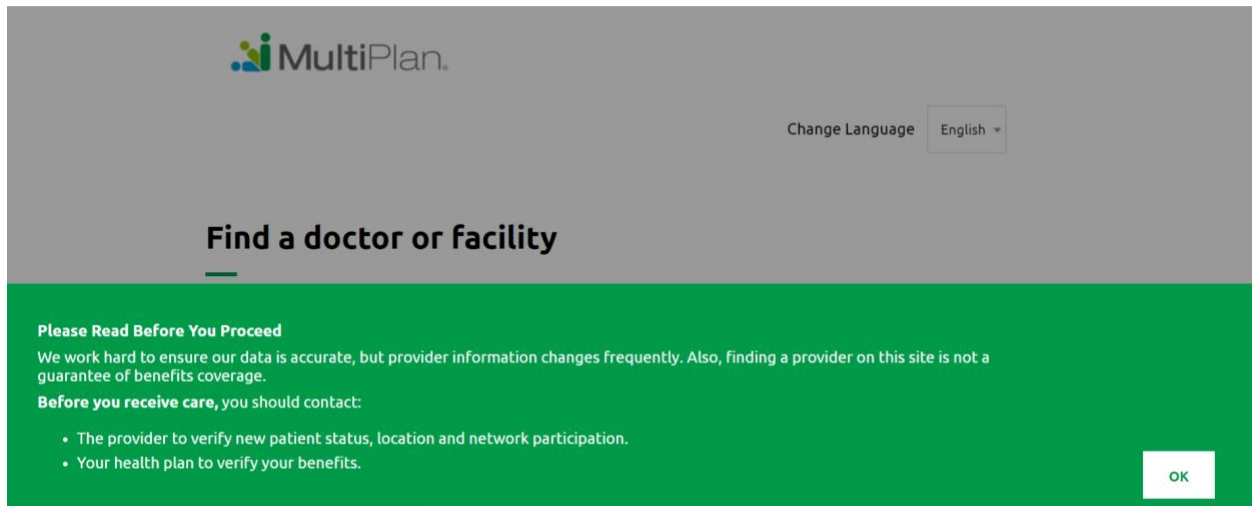 MultiPlan.
Change Language English
Find a doctor or facility
Please Read Before You Proceed
We work hard to ensure our data is accurate, but provider information changes frequently. Also, finding a provider on this site is not a
guarantee of benefits coverage.
Before you receive care, you should contact:
• The provider to verify new patient status, location and network participation.
• Your health plan to verify your benefits.
OK